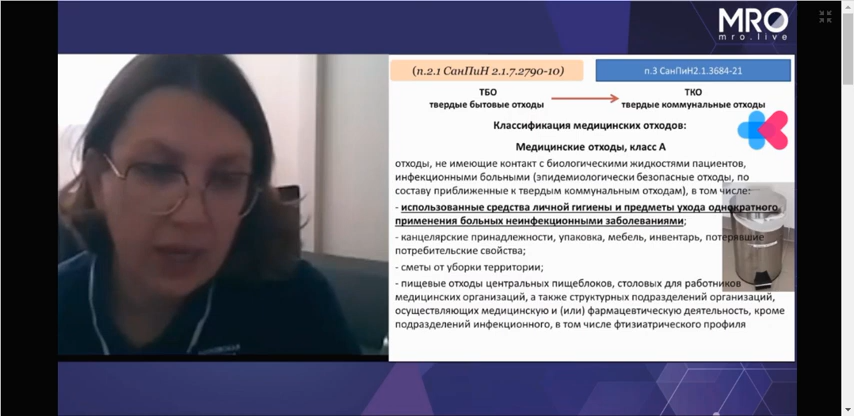 MRO
mro.live
(п.2.1 СанПиН 2.1.7.2790-10)
п.3 СанПиН2.1.3684-21
ТБО
твердые бытовые отходы
ТКО
твердые коммунальные отходы
Классификация медицинских отходов:
Медицинские отходы, класс А
отходы, не имеющие контакт с биологическими жидкостями пациентов,
инфекционными больными (эпидемиологически безопасные отходы, по
составу приближенные к твердым коммунальным отходам), в том числе:
- использованные средства личной гигиены и предметы ухода однократного
применения больных неинфекционными заболеваниями;
- канцелярские принадлежности, упаковка, мебель, инвентарь, потерявшие
потребительские свойства;
- сметы от уборки территории;
- пищевые отходы центральных пищеблоков, столовых для работников
медицинских организаций, а также структурных подразделений организаций,
осуществляющих медицинскую и (или) фармацевтическую деятельность, кроме
подразделений инфекционного, в том числе фтизиатрического профиля